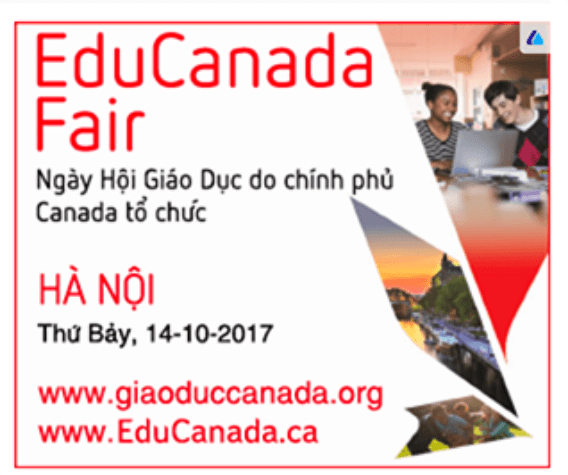 EduCanada
Fair
Ngày Hội Giáo Dục do chính phủ
Canada tổ chức
HÀ NỘI
Thứ Bảy, 14-10-2017
www.giaoduccanada.org
www.EduCanada.ca